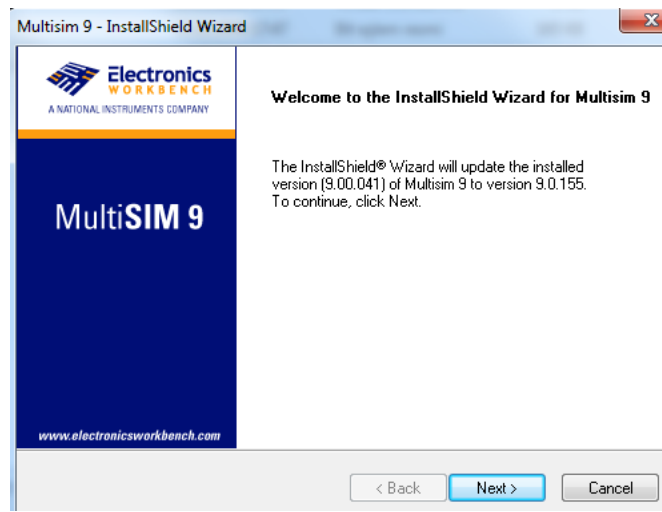 Multisim 9 - InstallShield Wizard
Electronics
WORKBENCH
A NATIONAL INSTRUMENTS COMPANY
Welcome to the InstallShield Wizard for Multisim 9
The InstallShield® Wizard will update the installed
version (9.00.041) of Multisim 9 to version 9.0.155.
To continue, click Next.
MultiSIM 9
www.electronicsworkbench.com
< Back
Next >
Cancel